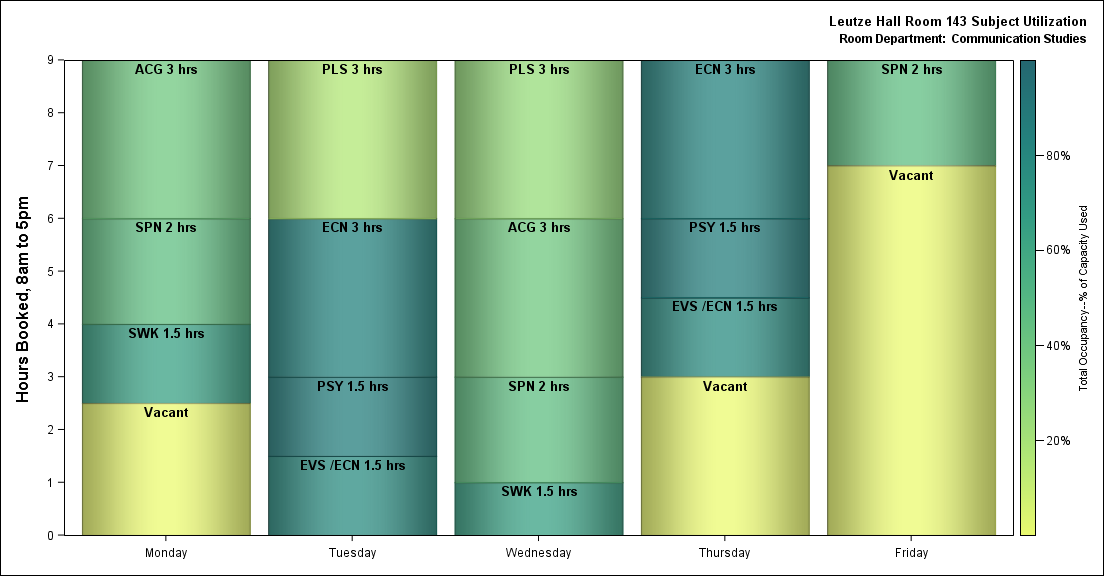 Leutze Hall Room 143 Subject Utilization
Room Department: Communication Studies
Hours Booked, 8am to 5pm
9
8
7
6
5
4
3
2
1
0
ACG 3 hrs
SPN 2 hrs
SWK 1.5 hrs
Vacant
PLS 3 hrs
ECN 3 hrs
PSY 1.5 hrs
EVS /ECN 1.5 hrs
PLS 3 hrs
ACG 3 hrs
SPN 2 hrs
SWK 1.5 hrs
ECN 3 hrs
PSY 1.5 hrs
EVS /ECN 1.5 hrs
Vacant
SPN 2 hrs
Vacant
Monday
Tuesday
Wednesday
Thursday
Friday
80%
60%
40%
20%
Total Occupancy--% of Capacity Used